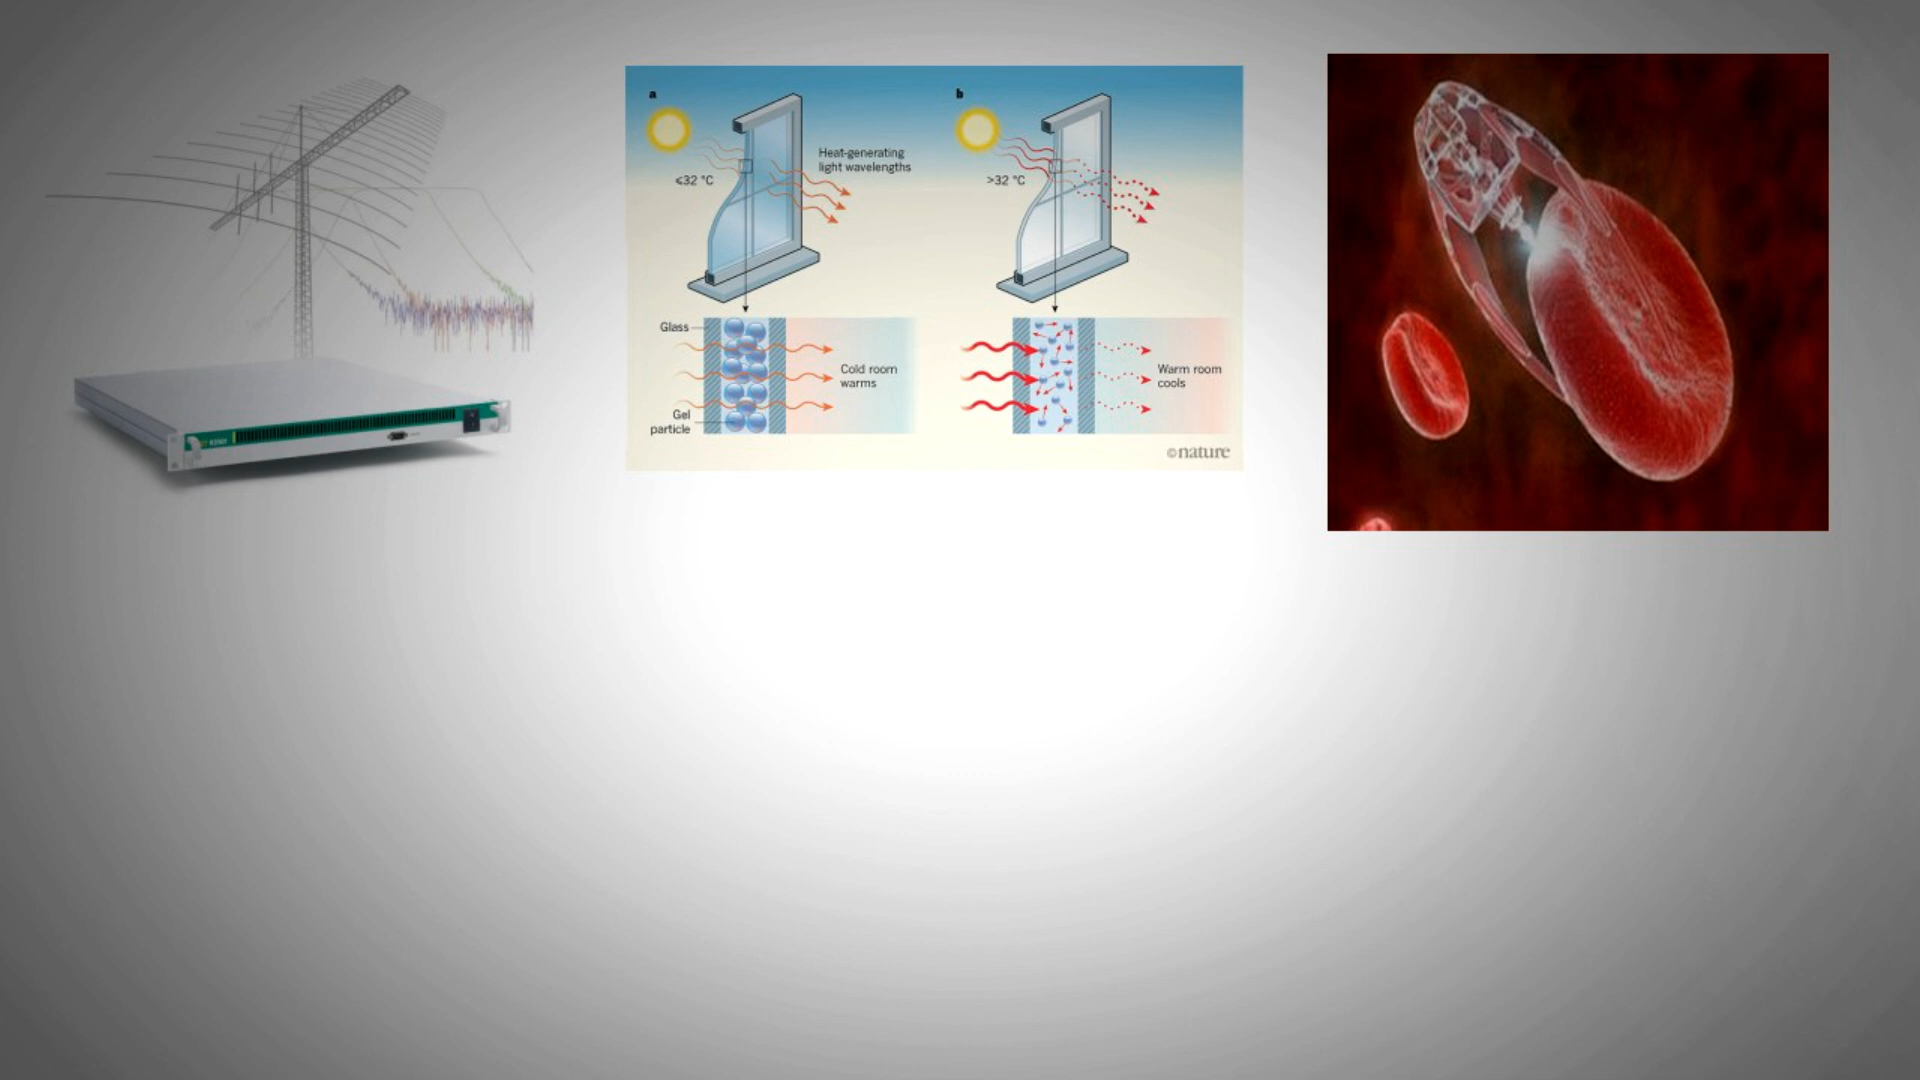 a
b
Heat-generating
light wavelengths
≤32 °C
>32 °C
Glass
Cold room
warms
Warm room
cools
Gel
particle
©nature